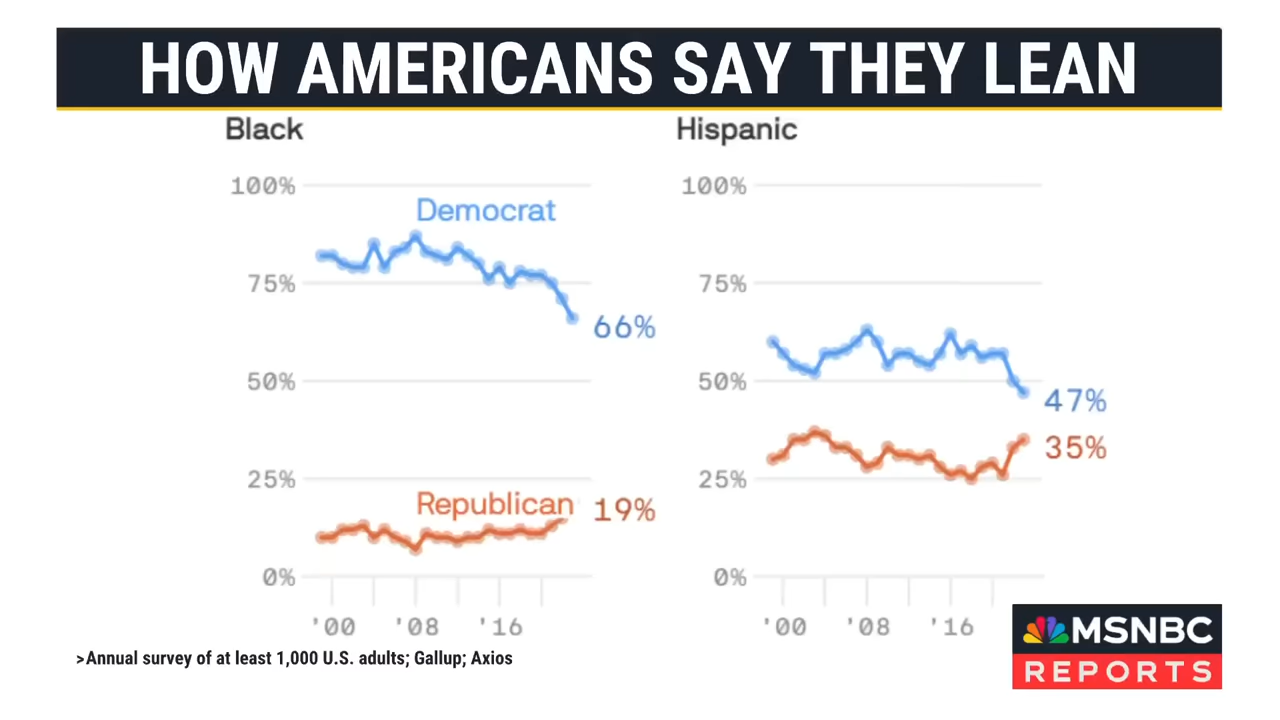 HOW AMERICANS SAY THEY LEAN
Black
100%
Democrat
75%
66%
50%
25%
Republican
19%
0%
'00
'08
'16
Hispanic
100%
75%
50%
47%
35%
25%
0%
'00
'08
'16
>Annual survey of at least 1,000 U.S. adults; Gallup; Axios
MSNBC
REPORTS